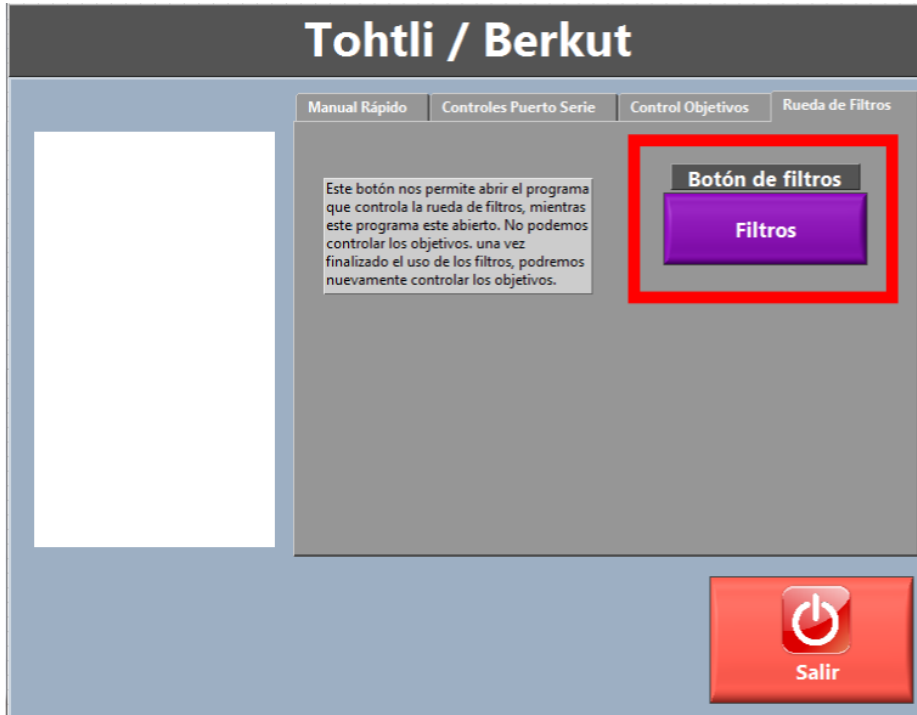 Tohtli / Berkut
Manual Rápido
Controles Puerto Serie
Control Objetivos
Rueda de Filtros
Este botón nos permite abrir el programa
que controla la rueda de filtros, mientras
este programa este abierto. No podemos
controlar los objetivos. una vez
finalizado el uso de los filtros, podremos
nuevamente controlar los objetivos.
Botón de filtros
Filtros
Salir